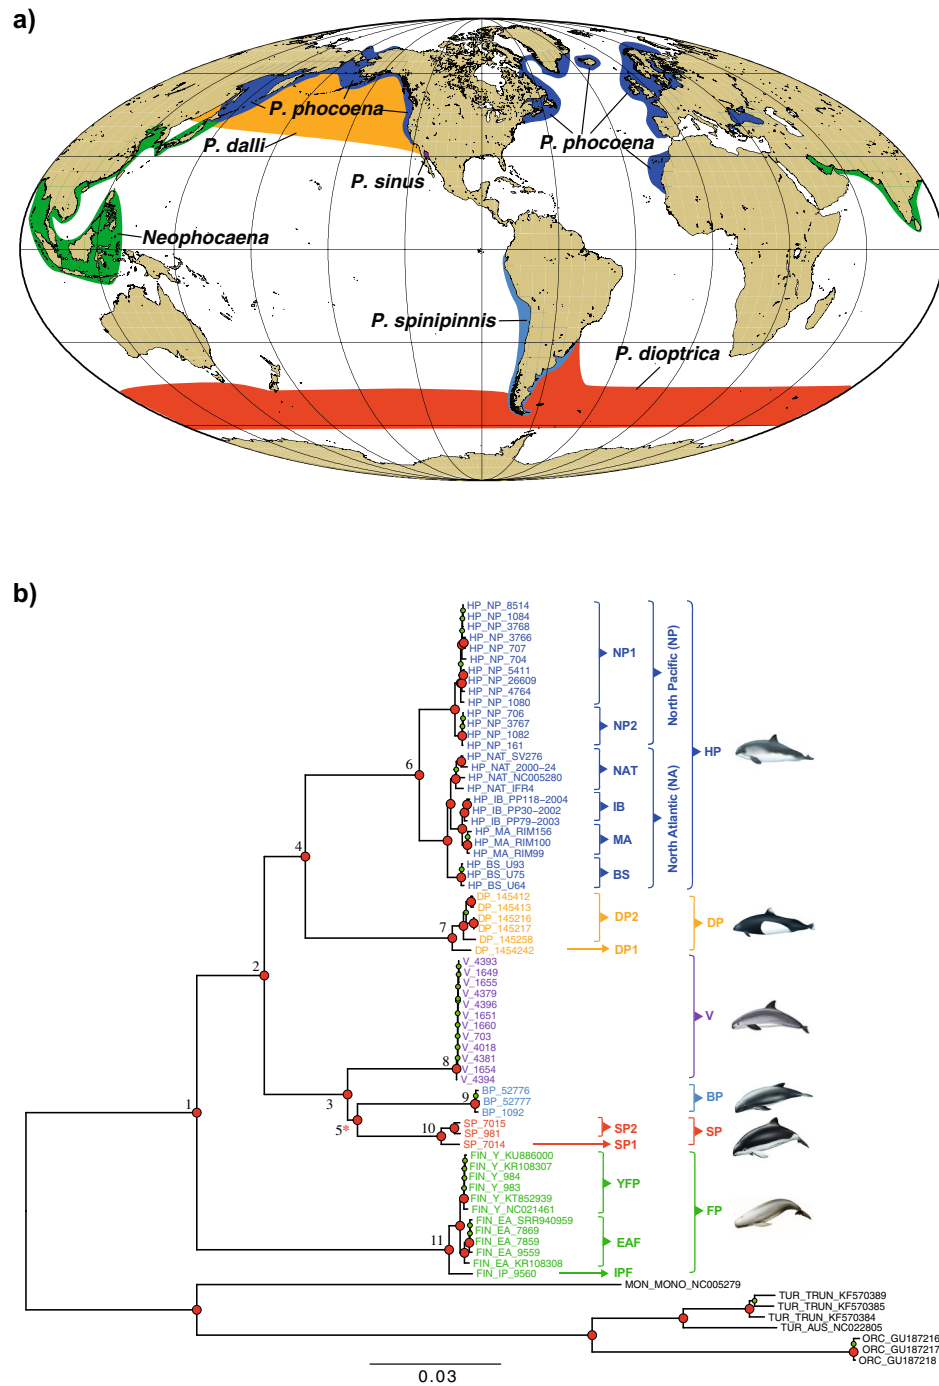 a)
P. phocoena
P. dalli
P. phocoena
P. sinus
Neophocaena
P. spinipinnis
P. dioptrica
b)
HP_NP_8514
HP_NP_1084
HP_NP_3768
HP_NP_3766
HP_NP_707
HP_NP_704
HP_NP_5411
HP_NP_26609
HP_NP_4764
HP_NP_1080
HP_NP_706
HP_NP_3767
HP_NP_1082
HP_NP_161
HP_NAT_SV276
HP_NAT_2000-24
HP_NAT_NC005280
HP_NAT_IFR4
HP_IB_PP118-2004
HP_IB_PP30-2002
HP_IB_PP79-2003
HP_MA_RIM156
HP_MA_RIM100
HP_MA_RIM99
HP_BS_U93
HP_BS_U75
HP_BS_U64
DP_145412
DP_145413
DP_145216
DP_145217
DP_145258
DP_1454242
V_4393
V_1649
V_1655
V_4379
V_4396
V_1651
V_1660
V_703
V_4018
V_4381
V_1654
V_4394
BP_52776
BP_52777
BP_1092
SP_7015
SP_981
SP_7014
FIN_Y_KU886000
FIN_Y_KR108307
FIN_Y_984
FIN_Y_983
FIN_Y_KT852939
FIN_Y_NC021461
FIN_EA_SRR940959
FIN_EA_7869
FIN_EA_7859
FIN_EA_9559
FIN_EA_KR108308
FIN_IP_9560
MON_MONO_NC005279
TUR_TRUN_KF570389
TUR_TRUN_KF570385
TUR_TRUN_KF570384
TUR_AUS_NC022805
ORC_GU187216
ORC_GU187217
ORC_GU187218
NP1
NP2
NAT
IB
MA
BS
DP2
DP1
SP2
SP1
YFP
EAF
IPF
North Pacific (NP)
North Atlantic (NA)
HP
DP
V
BP
SP
FP
6
4
7
2
8
3
9
1
5*
10
11
0.03